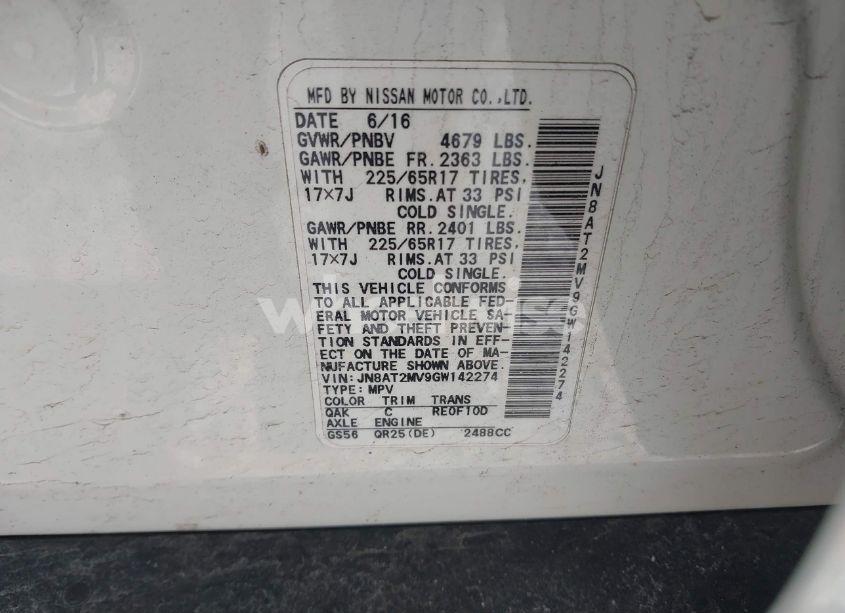 MFD BY NISSAN MOTOR CO.,LTD.
DATE 6/16
GVWR/PNBV 4679 LBS.
GAWR/PNBE FR. 2363 LBS.
WITH 225/65R17 TIRES,
17×7J RIMS.AT 33 PSI
COLD SINGLE.
GAWR/PNBE RR. 2401 LBS.
WITH 225/65R17 TIRES,
17×7J RIMS.AT 33 PSI
COLD SINGLE.
THIS VEHICLE CONFORMS
TO ALL APPLICABLE FED-
ERAL MOTOR VEHICLE SA-
FETY AND THEFT PREVEN-
TION STANDARDS IN EFF-
ECT ON THE DATE OF MA-
NUFACTURE SHOWN ABOVE.
VIN:JN8AT2MV9GW142274
TYPE:MPV
COLOR TRIM TRANS
QAK C RE0F10D
AXLE ENGINE
GS56 QR25(DE) 2488CC
JN8AT2MV9GW142274